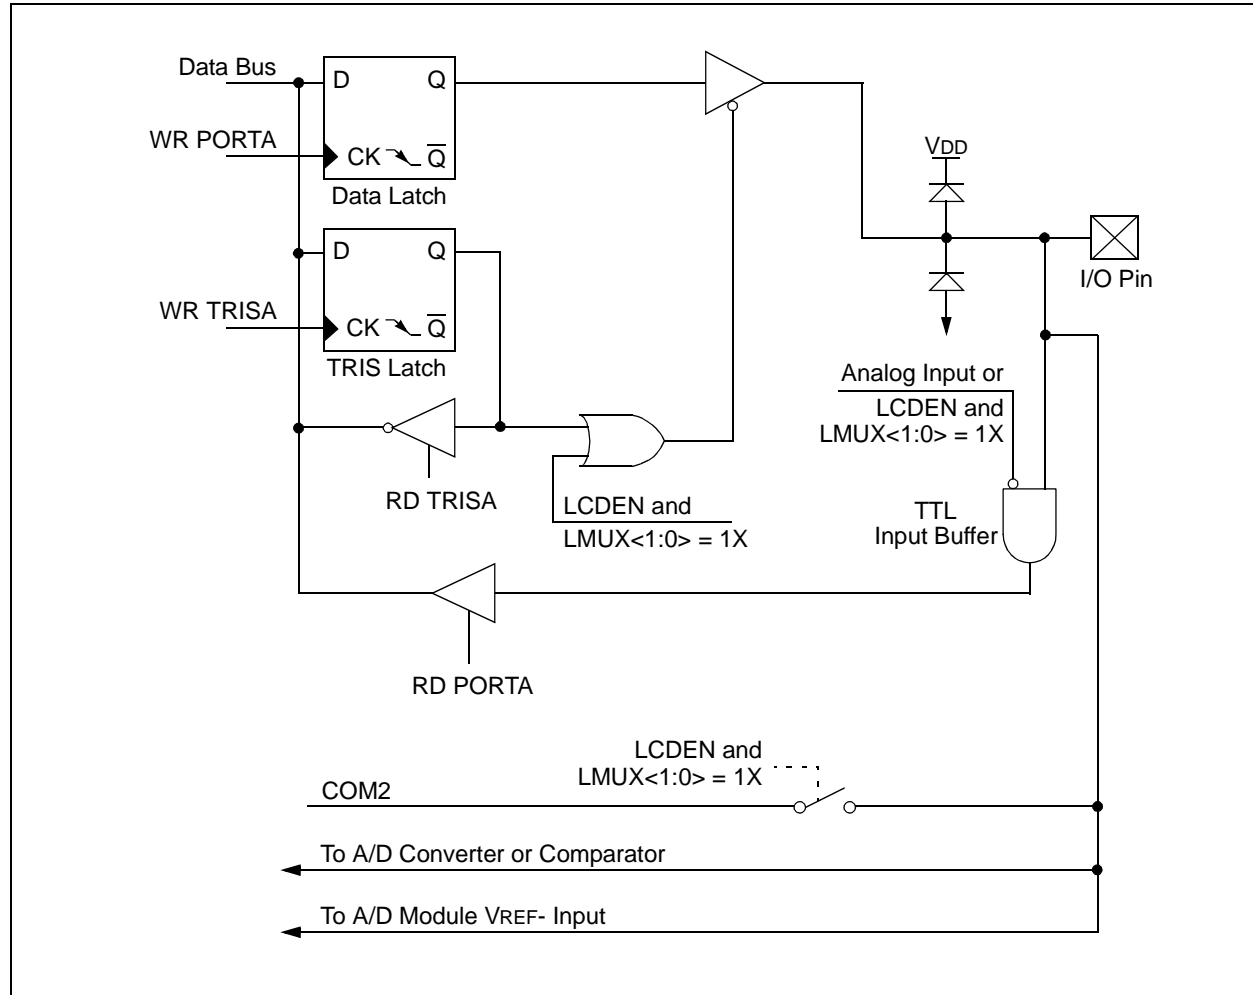 Data Bus
D Q
WR PORTA
CK Q̅
Data Latch
VDD
D Q
I/O Pin
WR TRISA
CK Q̅
TRIS Latch
Analog Input or
LCDEN and
LMUX<1:0> = 1X
RD TRISA
LCDEN and
LMUX<1:0> = 1X
TTL
Input Buffer
RD PORTA
LCDEN and
LMUX<1:0> = 1X
COM2
To A/D Converter or Comparator
To A/D Module VREF- Input